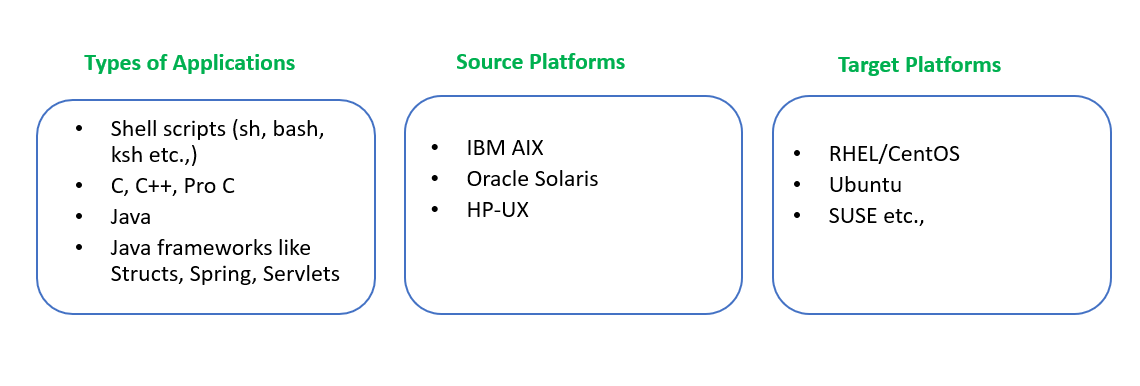 Types of Applications
Shell scripts (sh, bash,
ksh etc.,)
C, C++, Pro C
Java
Java frameworks like
Structs, Spring, Servlets
Source Platforms
IBM AIX
Oracle Solaris
HP-UX
Target Platforms
RHEL/CentOS
Ubuntu
SUSE etc.,